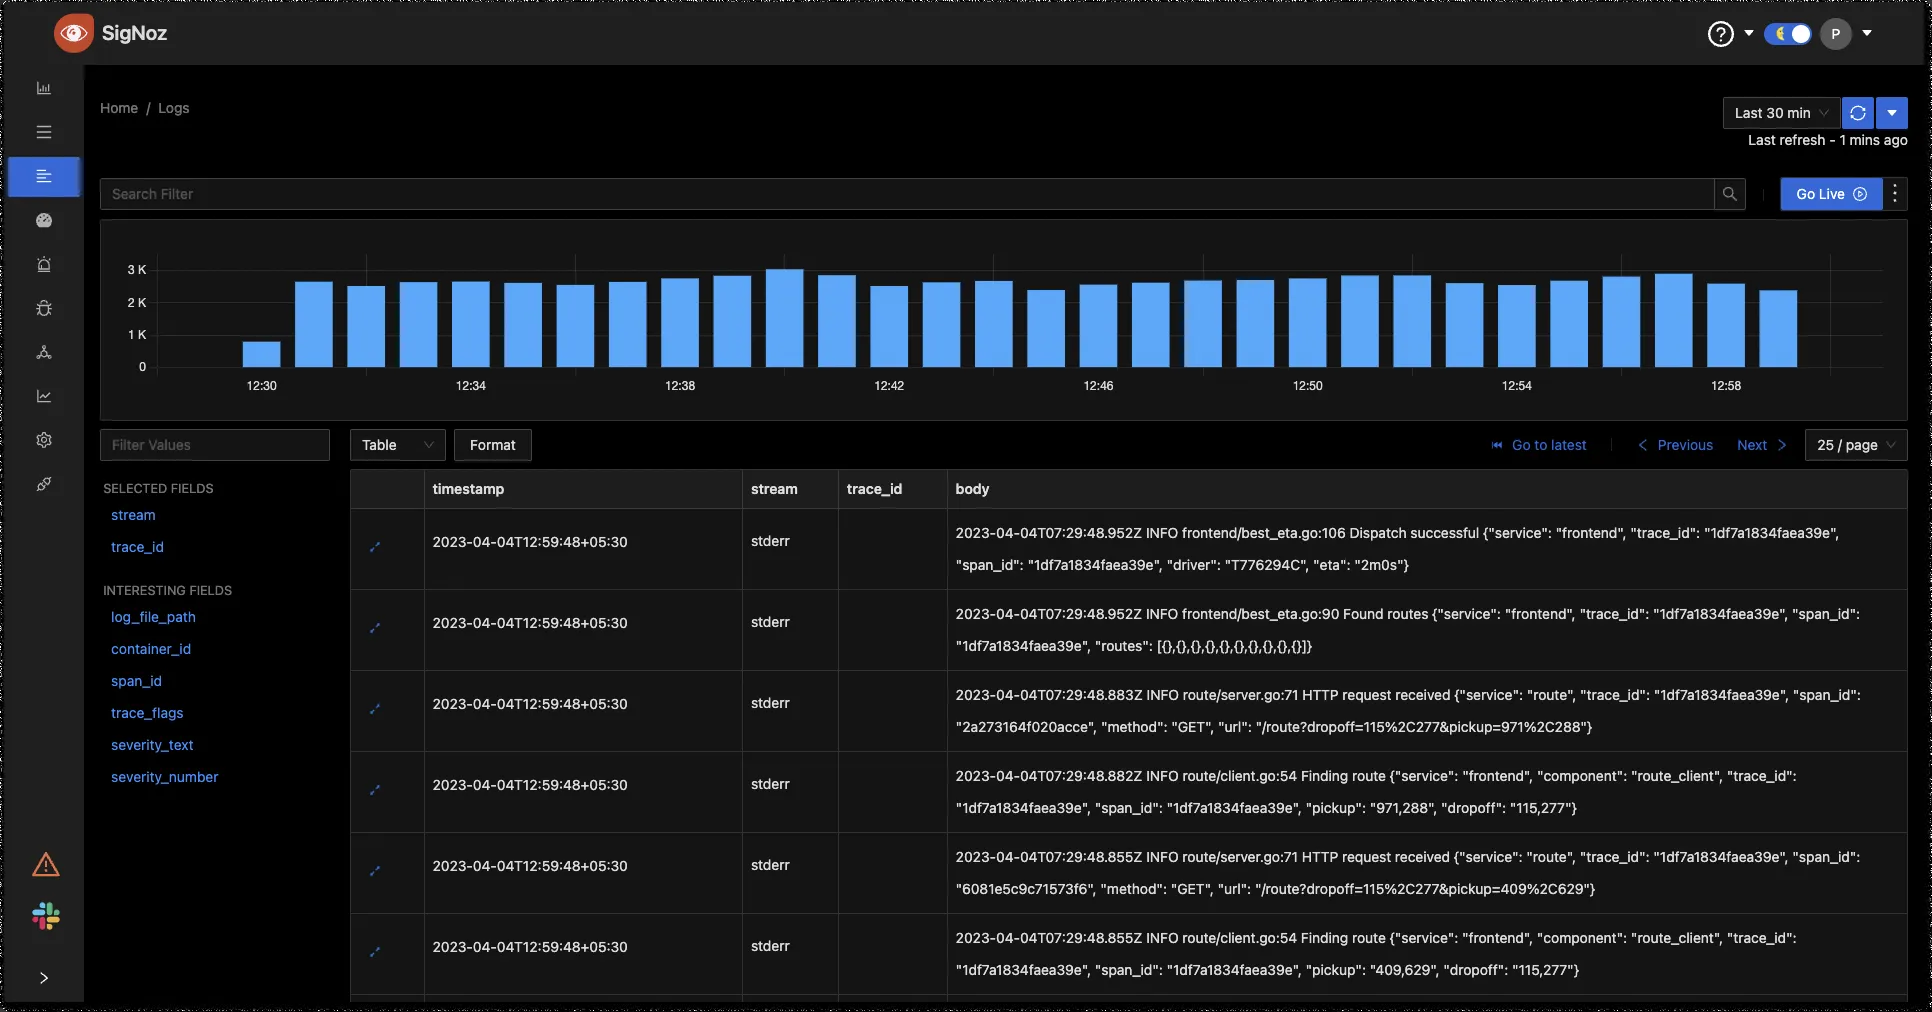 SigNoz
?
P
Home / Logs
Last 30 min
Last refresh - 1 mins ago
Search Filter
Go Live
3 K
2 K
1 K
0
12:30 12:34 12:38 12:42 12:46 12:50 12:54 12:58
Filter Values
Table
Format
Go to latest
Previous
Next
25 / page
SELECTED FIELDS
stream
trace_id
INTERESTING FIELDS
log_file_path
container_id
span_id
trace_flags
severity_text
severity_number
timestamp stream trace_id body
2023-04-04T12:59:48+05:30 stderr
2023-04-04T07:29:48.952Z INFO frontend/best_eta.go:106 Dispatch successful {"service": "frontend", "trace_id": "1df7a1834faea39e",
"span_id": "1df7a1834faea39e", "driver": "T776294C", "eta": "2m0s"}
2023-04-04T12:59:48+05:30 stderr
2023-04-04T07:29:48.952Z INFO frontend/best_eta.go:90 Found routes {"service": "frontend", "trace_id": "1df7a1834faea39e", "span_id":
"1df7a1834faea39e", "routes": [{},{},{},{},{},{},{},{},{},{}]}
2023-04-04T12:59:48+05:30 stderr
2023-04-04T07:29:48.883Z INFO route/server.go:71 HTTP request received {"service": "route", "trace_id": "1df7a1834faea39e", "span_id":
"2a273164f020acce", "method": "GET", "url": "/route?dropoff=115%2C277&pickup=971%2C288"}
2023-04-04T12:59:48+05:30 stderr
2023-04-04T07:29:48.882Z INFO route/client.go:54 Finding route {"service": "frontend", "component": "route_client", "trace_id":
"1df7a1834faea39e", "span_id": "1df7a1834faea39e", "pickup": "971,288", "dropoff": "115,277"}
2023-04-04T12:59:48+05:30 stderr
2023-04-04T07:29:48.855Z INFO route/server.go:71 HTTP request received {"service": "route", "trace_id": "1df7a1834faea39e", "span_id":
"6081e5c9c71573f6", "method": "GET", "url": "/route?dropoff=115%2C277&pickup=409%2C629"}
2023-04-04T12:59:48+05:30 stderr
2023-04-04T07:29:48.855Z INFO route/client.go:54 Finding route {"service": "frontend", "component": "route_client", "trace_id":
"1df7a1834faea39e", "span_id": "1df7a1834faea39e", "pickup": "409,629", "dropoff": "115,277"}